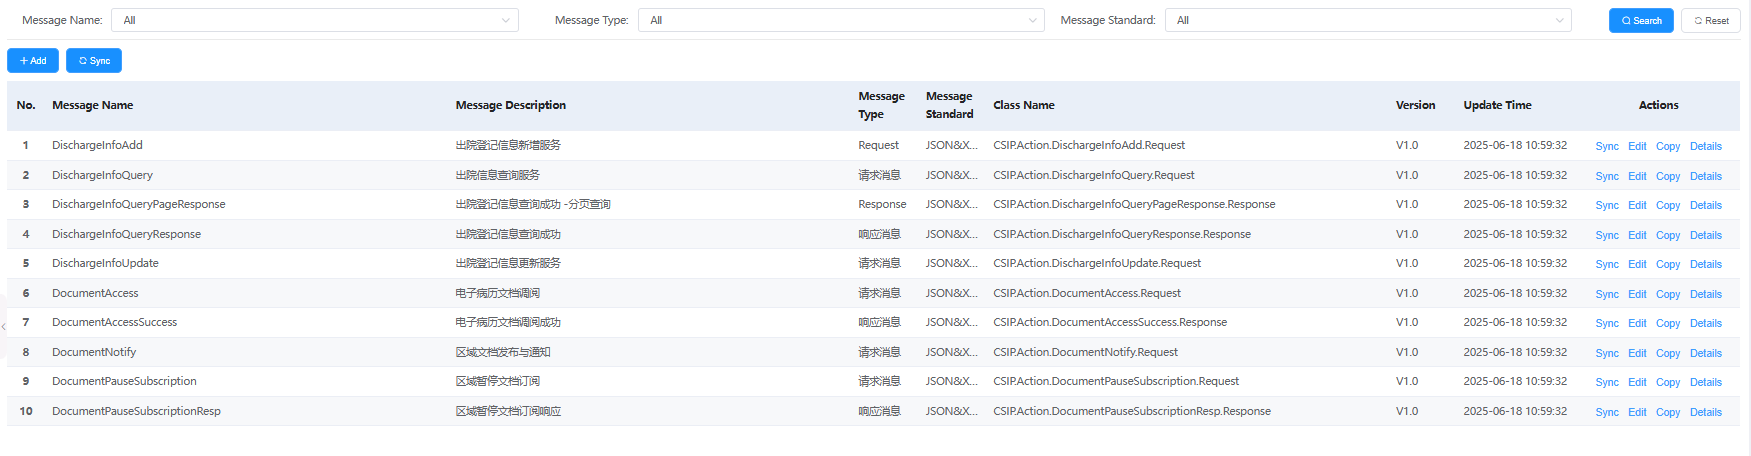 Message Name: All Message Type: All Message Standard: All Search Reset
Add Sync
No. Message Name Message Description Message Type Message Standard Class Name Version Update Time Actions
1 DischargeInfoAdd 出院登记信息新增服务 Request JSON&X... CSIP.Action.DischargeInfoAdd.Request V1.0 2025-06-18 10:59:32 Sync Edit Copy Details
2 DischargeInfoQuery 出院信息查询服务 请求消息 JSON&X... CSIP.Action.DischargeInfoQuery.Request V1.0 2025-06-18 10:59:32 Sync Edit Copy Details
3 DischargeInfoQueryPageResponse 出院登记信息查询成功 -分页查询 Response JSON&X... CSIP.Action.DischargeInfoQueryPageResponse.Response V1.0 2025-06-18 10:59:32 Sync Edit Copy Details
4 DischargeInfoQueryResponse 出院登记信息查询成功 响应消息 JSON&X... CSIP.Action.DischargeInfoQueryResponse.Response V1.0 2025-06-18 10:59:32 Sync Edit Copy Details
5 DischargeInfoUpdate 出院登记信息更新服务 请求消息 JSON&X... CSIP.Action.DischargeInfoUpdate.Request V1.0 2025-06-18 10:59:32 Sync Edit Copy Details
6 DocumentAccess 电子病历文档调阅 请求消息 JSON&X... CSIP.Action.DocumentAccess.Request V1.0 2025-06-18 10:59:32 Sync Edit Copy Details
7 DocumentAccessSuccess 电子病历文档调阅成功 响应消息 JSON&X... CSIP.Action.DocumentAccessSuccess.Response V1.0 2025-06-18 10:59:32 Sync Edit Copy Details
8 DocumentNotify 区域文档发布与通知 请求消息 JSON&X... CSIP.Action.DocumentNotify.Request V1.0 2025-06-18 10:59:32 Sync Edit Copy Details
9 DocumentPauseSubscription 区域暂停文档订阅 请求消息 JSON&X... CSIP.Action.DocumentPauseSubscription.Request V1.0 2025-06-18 10:59:32 Sync Edit Copy Details
10 DocumentPauseSubscriptionResp 区域暂停文档订阅响应 响应消息 JSON&X... CSIP.Action.DocumentPauseSubscriptionResp.Response V1.0 2025-06-18 10:59:32 Sync Edit Copy Details